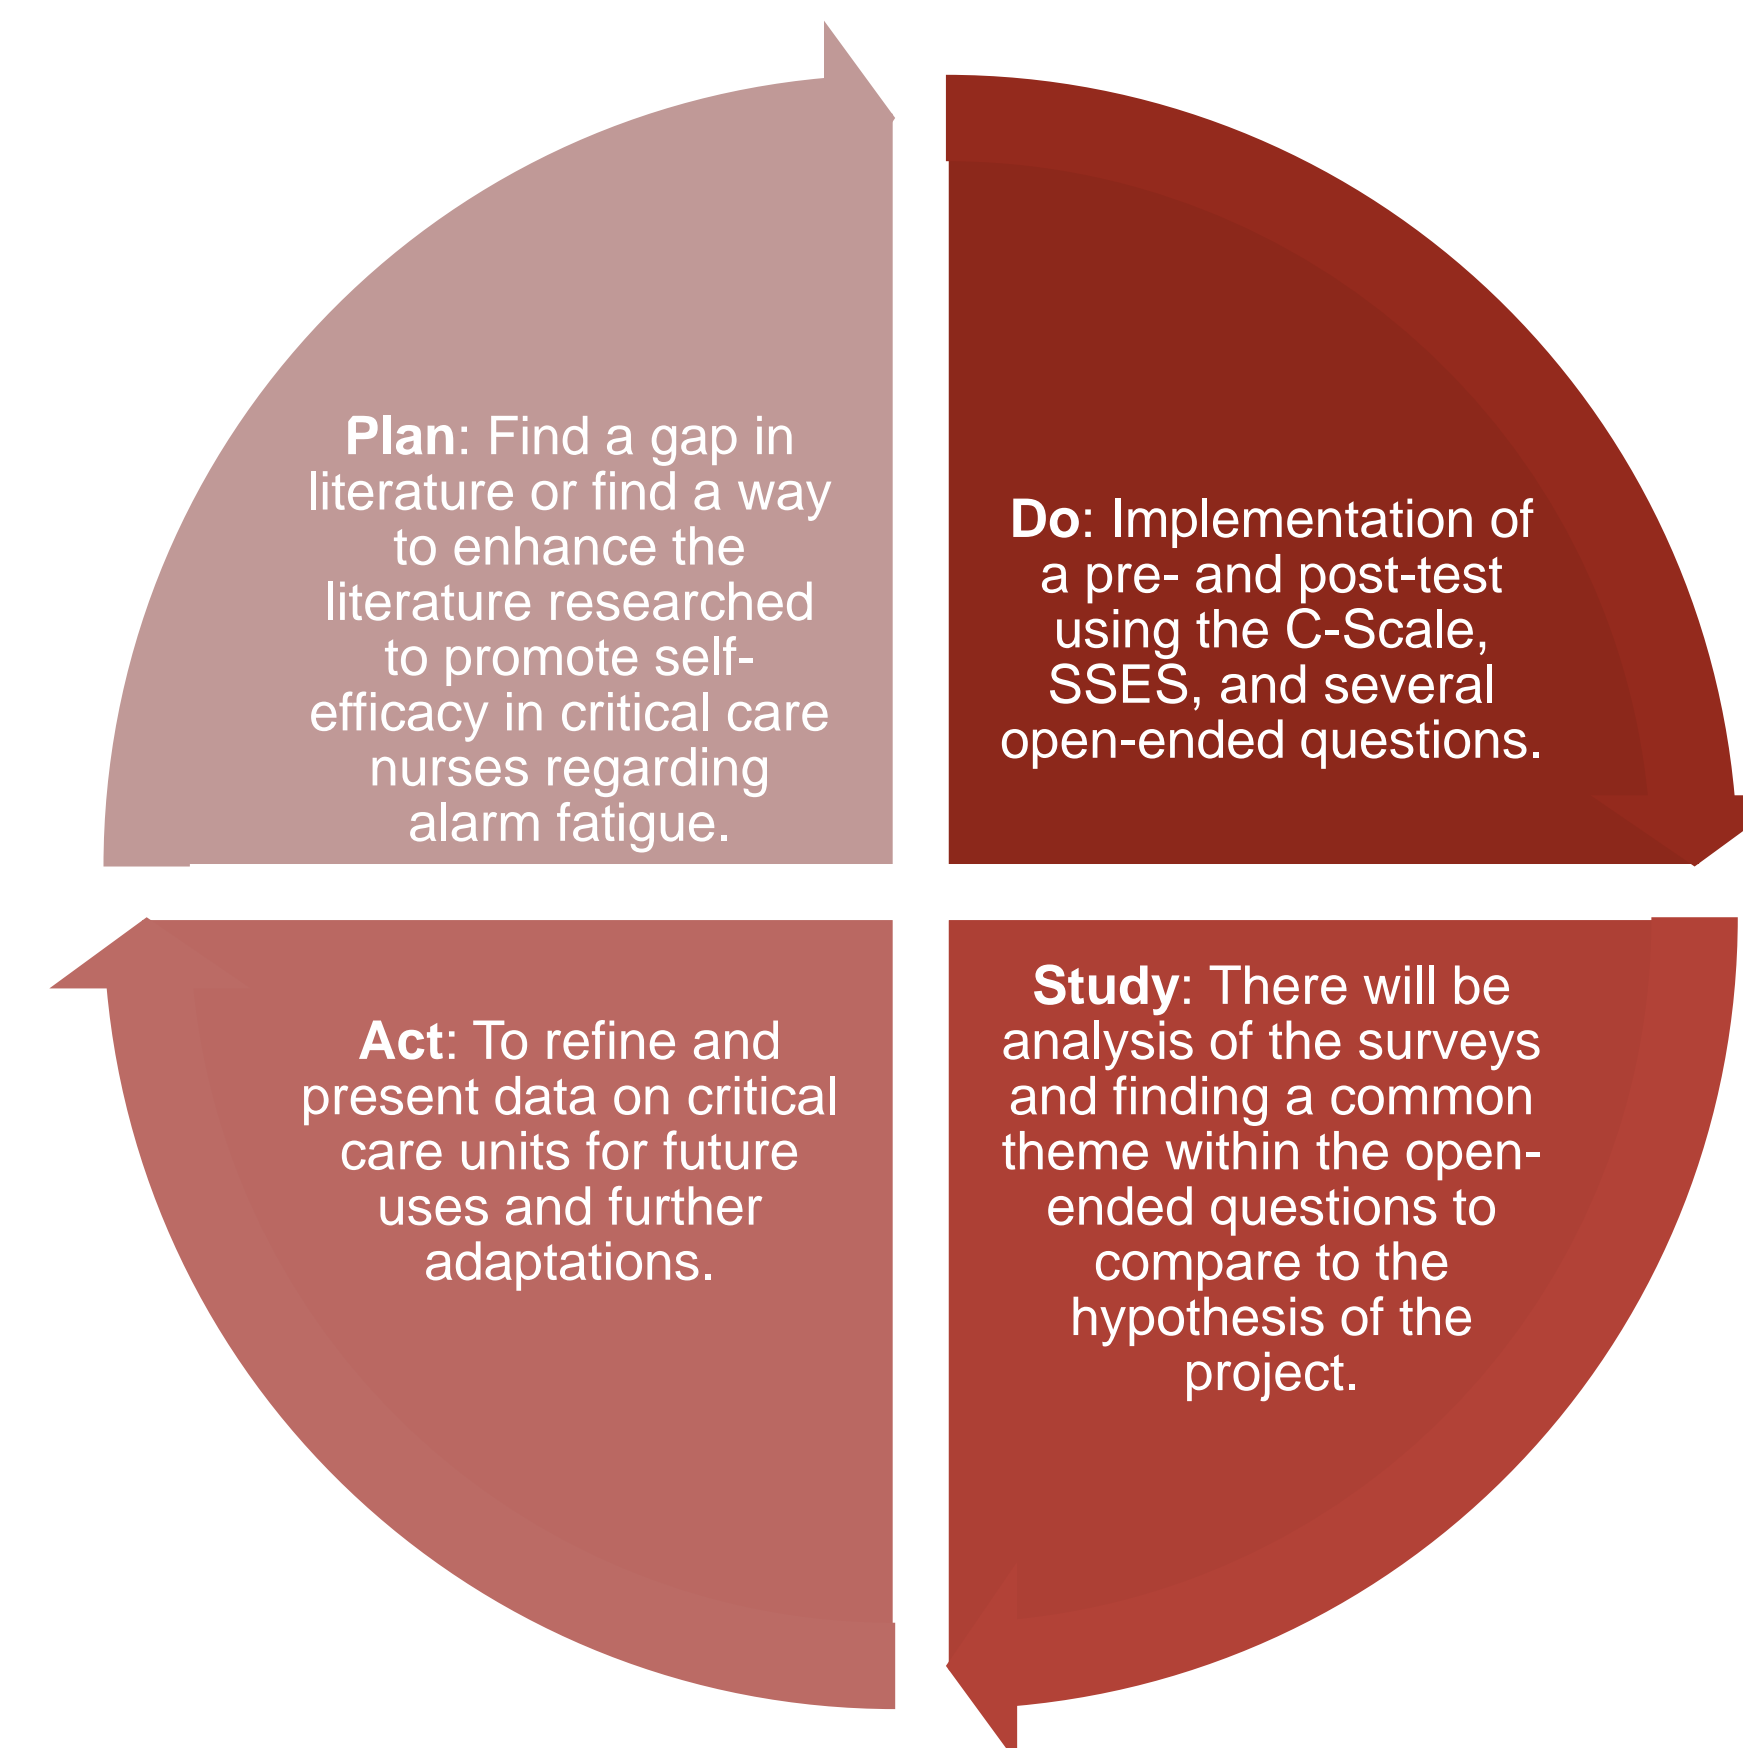 Plan: Find a gap in
literature or find a way
to enhance the
literature researched
to promote self-
efficacy in critical care
nurses regarding
alarm fatigue.
Do: Implementation of
a pre- and post-test
using the C-Scale,
SSES, and several
open-ended questions.
Study: There will be
analysis of the surveys
and finding a common
theme within the open-
ended questions to
compare to the
hypothesis of the
project.
Act: To refine and
present data on critical
care units for future
uses and further
adaptations.